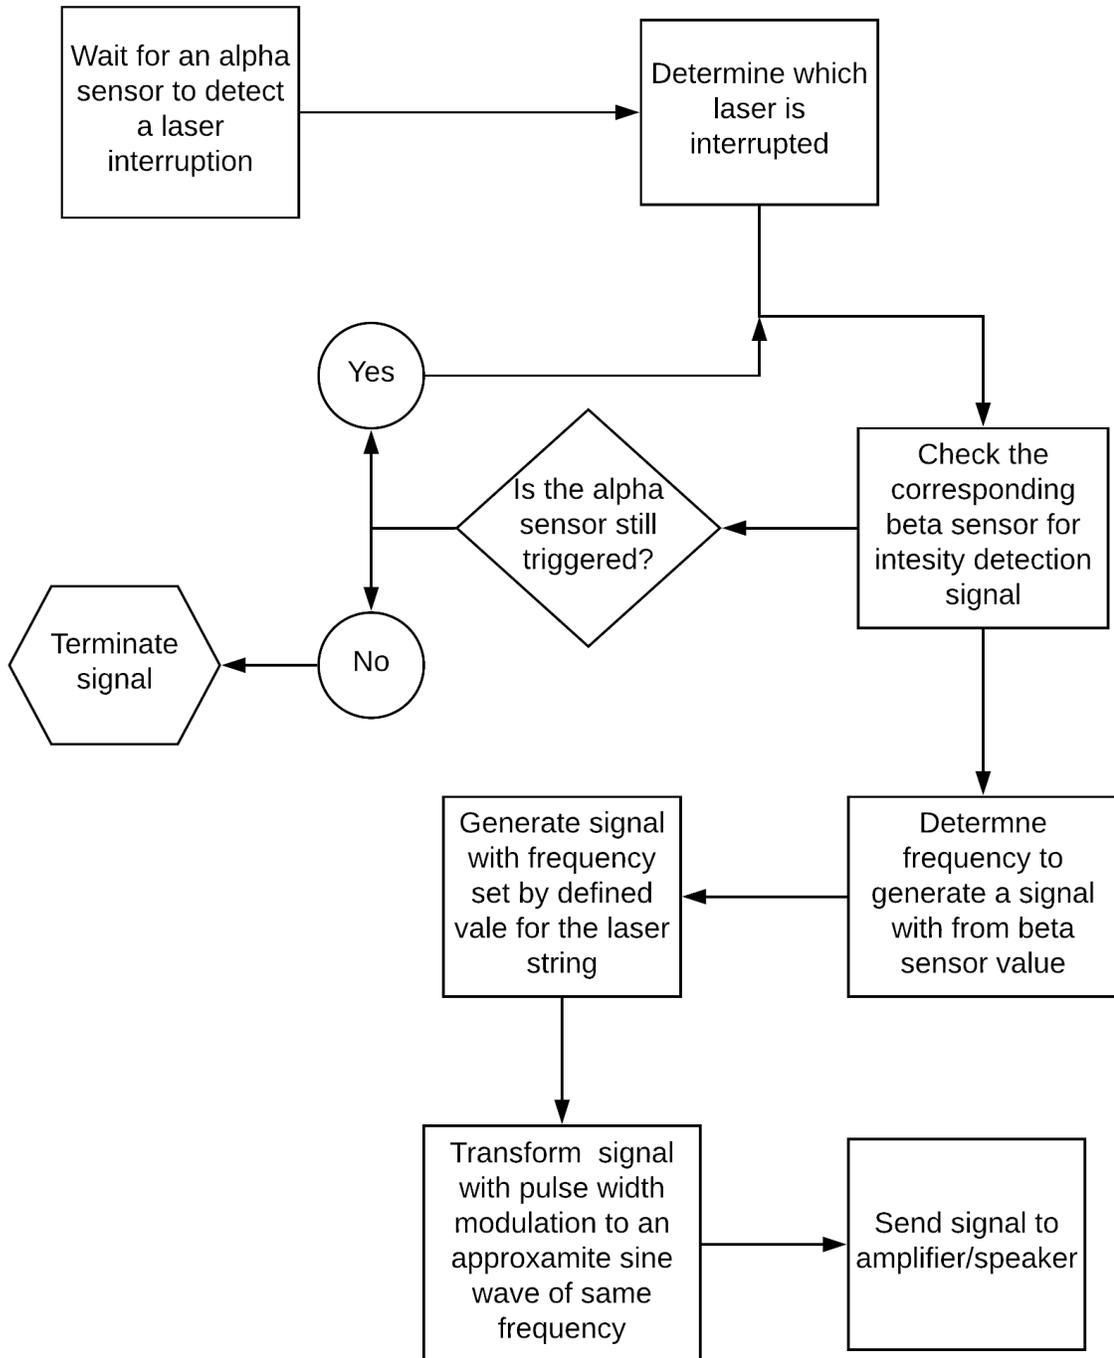 Wait for an alpha
sensor to detect
a laser
interruption
Determine which
laser is
interrupted
Yes
Is the alpha
sensor still
triggered?
Check the
corresponding
beta sensor for
intesity detection
signal
Terminate
signal
No
Generate signal
with frequency
set by defined
vale for the laser
string
Determne
frequency to
generate a signal
with from beta
sensor value
Transform  signal
with pulse width
modulation to an
approxamite sine
wave of same
frequency
Send signal to
amplifier/speaker